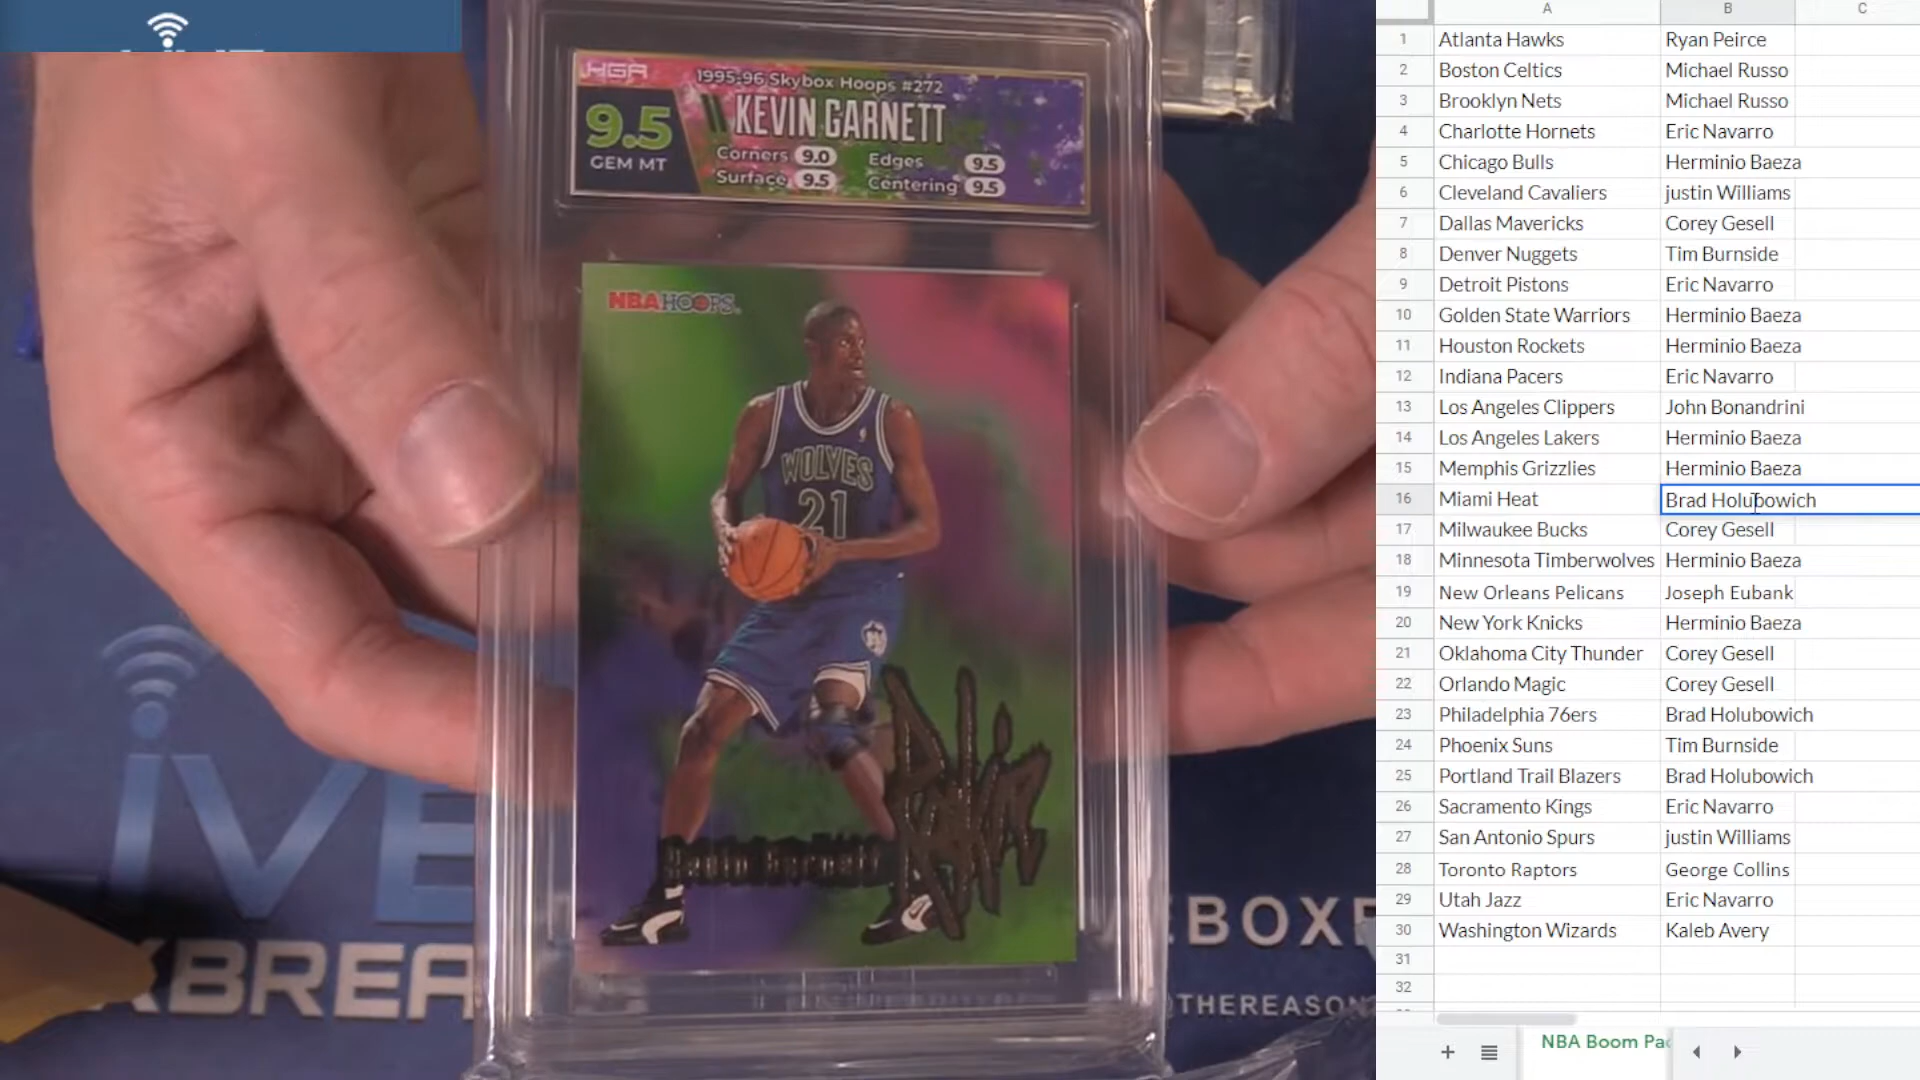 HGA
1995-96 Skybox Hoops #272
KEVIN GARNETT
9.5
GEM MT
Corners 9.0 Edges 9.5
Surface 9.5 Centering 9.5
NBA HOOPS
WOLVES
21
Kevin Garnett
Rookie
iVE
XBREA
EBOXB
@THEREASON
A B C
1 Atlanta Hawks Ryan Peirce
2 Boston Celtics Michael Russo
3 Brooklyn Nets Michael Russo
4 Charlotte Hornets Eric Navarro
5 Chicago Bulls Herminio Baeza
6 Cleveland Cavaliers justin Williams
7 Dallas Mavericks Corey Gesell
8 Denver Nuggets Tim Burnside
9 Detroit Pistons Eric Navarro
10 Golden State Warriors Herminio Baeza
11 Houston Rockets Herminio Baeza
12 Indiana Pacers Eric Navarro
13 Los Angeles Clippers John Bonandrini
14 Los Angeles Lakers Herminio Baeza
15 Memphis Grizzlies Herminio Baeza
16 Miami Heat Brad Holubowich
17 Milwaukee Bucks Corey Gesell
18 Minnesota Timberwolves Herminio Baeza
19 New Orleans Pelicans Joseph Eubank
20 New York Knicks Herminio Baeza
21 Oklahoma City Thunder Corey Gesell
22 Orlando Magic Corey Gesell
23 Philadelphia 76ers Brad Holubowich
24 Phoenix Suns Tim Burnside
25 Portland Trail Blazers Brad Holubowich
26 Sacramento Kings Eric Navarro
27 San Antonio Spurs justin Williams
28 Toronto Raptors George Collins
29 Utah Jazz Eric Navarro
30 Washington Wizards Kaleb Avery
31
32
NBA Boom Pac